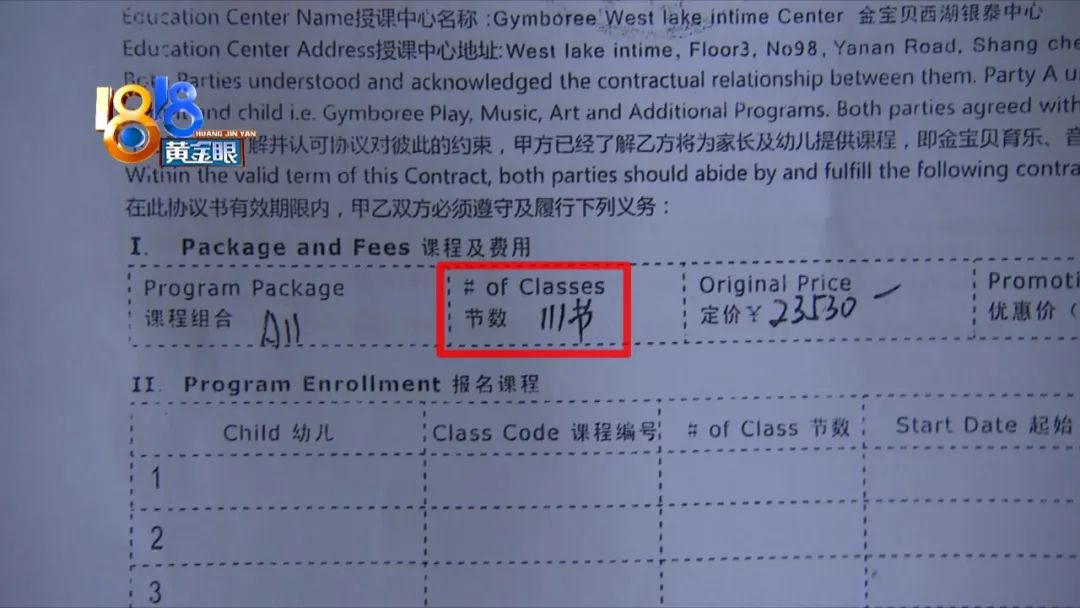 Education Center Name授课中心名称 :Gymboree West lake intime Center 金宝贝西湖银泰中心
Education Center Address授课中心地址:West lake intime, Floor3, No98, Yanan Road, Shang che
Both Parties understood and acknowledged the contractual relationship between them. Party A u
and child i.e. Gymboree Play, Music, Art and Additional Programs. Both parties agreed with
1818
HUANG JIN YAN
黄金眼
解并认可协议对彼此的约束，甲方已经了解乙方将为家长及幼儿提供课程，即金宝贝育乐、音
Within the valid term of this Contract, both parties should abide by and fulfill the following contra
在此协议书有效期限内，甲乙双方必须遵守及履行下列义务：
I. Package and Fees 课程及费用
Program Package
课程组合 All
# of Classes
节数 111节
Original Price
定价￥23530
Promoti
优惠价（
II. Program Enrollment 报名课程
Child 幼儿 Class Code 课程编号 # of Class 节数 Start Date 起始
1
2
3